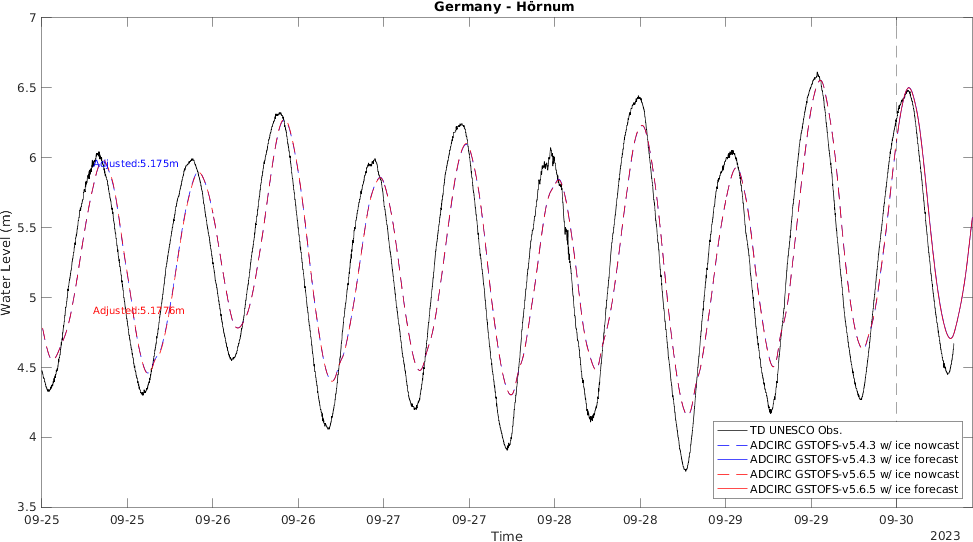 Germany - Hörnum
7
6.5
6
5.5
5
4.5
4
3.5
Water Level (m)
Adjusted:5.175m
Adjusted:5.1776m
TD UNESCO Obs.
ADCIRC GSTOFS-v5.4.3 w/ ice nowcast
ADCIRC GSTOFS-v5.4.3 w/ ice forecast
ADCIRC GSTOFS-v5.6.5 w/ ice nowcast
ADCIRC GSTOFS-v5.6.5 w/ ice forecast
09-25 09-25 09-26 09-26 09-27 09-27 09-28 09-28 09-29 09-29 09-30
Time
2023